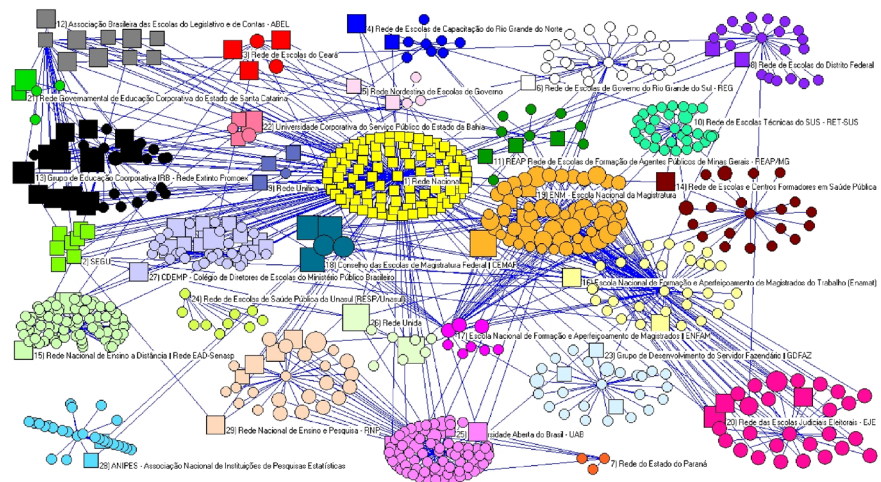 12) Associação Brasileira das Escolas do Legislativo e de Contas - ABEL
4) Rede de Escolas de Capacitação do Rio Grande do Norte
3) Rede de Escolas do Ceará
8) Rede de Escolas do Distrito Federal
5) Rede Nordestina de Escolas de Governo
6) Rede de Escolas de Governo do Rio Grande do Sul - REG
21) Rede Governamental de Educação Corporativa do Estado de Santa Catarina
10) Rede de Escolas Técnicas do SUS - RET-SUS
22) Universidade Corporativa do Serviço Público do Estado da Bahia
11) REAP Rede de Escolas de Formação de Agentes Públicos de Minas Gerais - REAP/MG
13) Grupo de Educação Coorporativa IRB - Rede Extinto Promoex
1) Rede Nacional
9) Rede Unifica
14) Rede de Escolas e Centros Formadores em Saúde Pública
19) ENM - Escola Nacional da Magistratura
2) SEGU
18) Conselho das Escolas de Magistratura Federal | CEMAF
27) CDEMP - Colégio de Diretores de Escolas do Ministério Público Brasileiro
16) Escola Nacional de Formação e Aperfeiçoamento de Magistrados do Trabalho (Enamat)
24) Rede de Escolas de Saúde Pública da Unasul (RESP/Unasul)
26) Rede Unida
17) Escola Nacional de Formação e Aperfeiçoamento de Magistrados | ENFAM
15) Rede Nacional de Ensino a Distância | Rede EAD-Senasp
23) Grupo de Desenvolvimento do Servidor Fazendário | GDFAZ
20) Rede das Escolas Judiciais Eleitorais - EJE
29) Rede Nacional de Ensino e Pesquisa - RNP
25) sidade Aberta do Brasil - UAB
28) ANIPES - Associação Nacional de Instituições de Pesquisas Estatísticas
7) Rede do Estado do Paraná